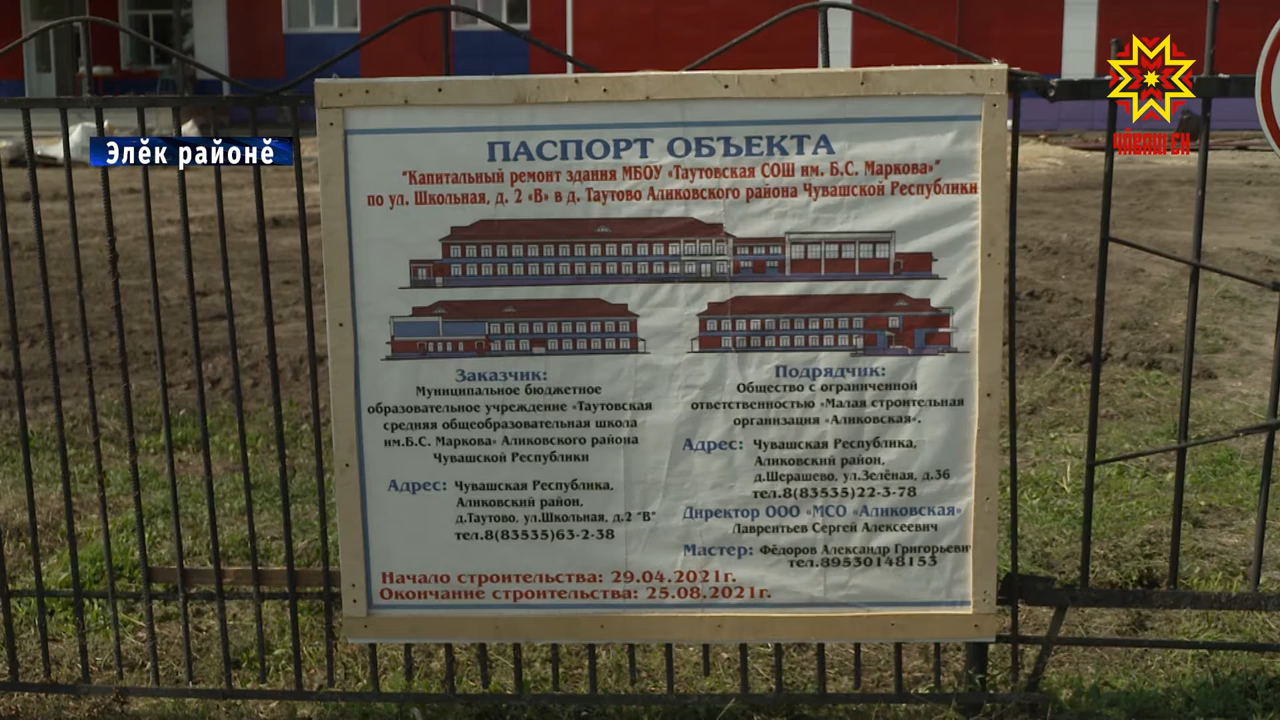 Элӗк районӗ
ЧӐВАШ ЕН
ПАСПОРТ ОБЪЕКТА
"Капитальный ремонт здания МБОУ «Таутовская СОШ им. Б.С. Маркова»"
по ул. Школьная, д. 2 «В» в д. Таутово Аликовского района Чувашской Республики
Заказчик:
Муниципальное бюджетное
образовательное учреждение «Таутовская
средняя общеобразовательная школа
им.Б.С. Маркова» Аликовского района
Чувашской Республики
Адрес: Чувашская Республика,
Аликовский район,
д.Таутово, ул.Школьная, д.2 "В"
тел.8(83535)63-2-38
Подрядчик:
Общество с ограниченной
ответственностью «Малая строительная
организация «Аликовская».
Адрес: Чувашская Республика,
Аликовский район,
д.Шерашево, ул.Зелёная, д.36
тел.8(83535)22-3-78
Директор ООО «МСО «Аликовская»
Лаврентьев Сергей Алексеевич
Мастер: Фёдоров Александр Григорьеви
тел.89530148153
Начало строительства: 29.04.2021г.
Окончание строительства: 25.08.2021г.